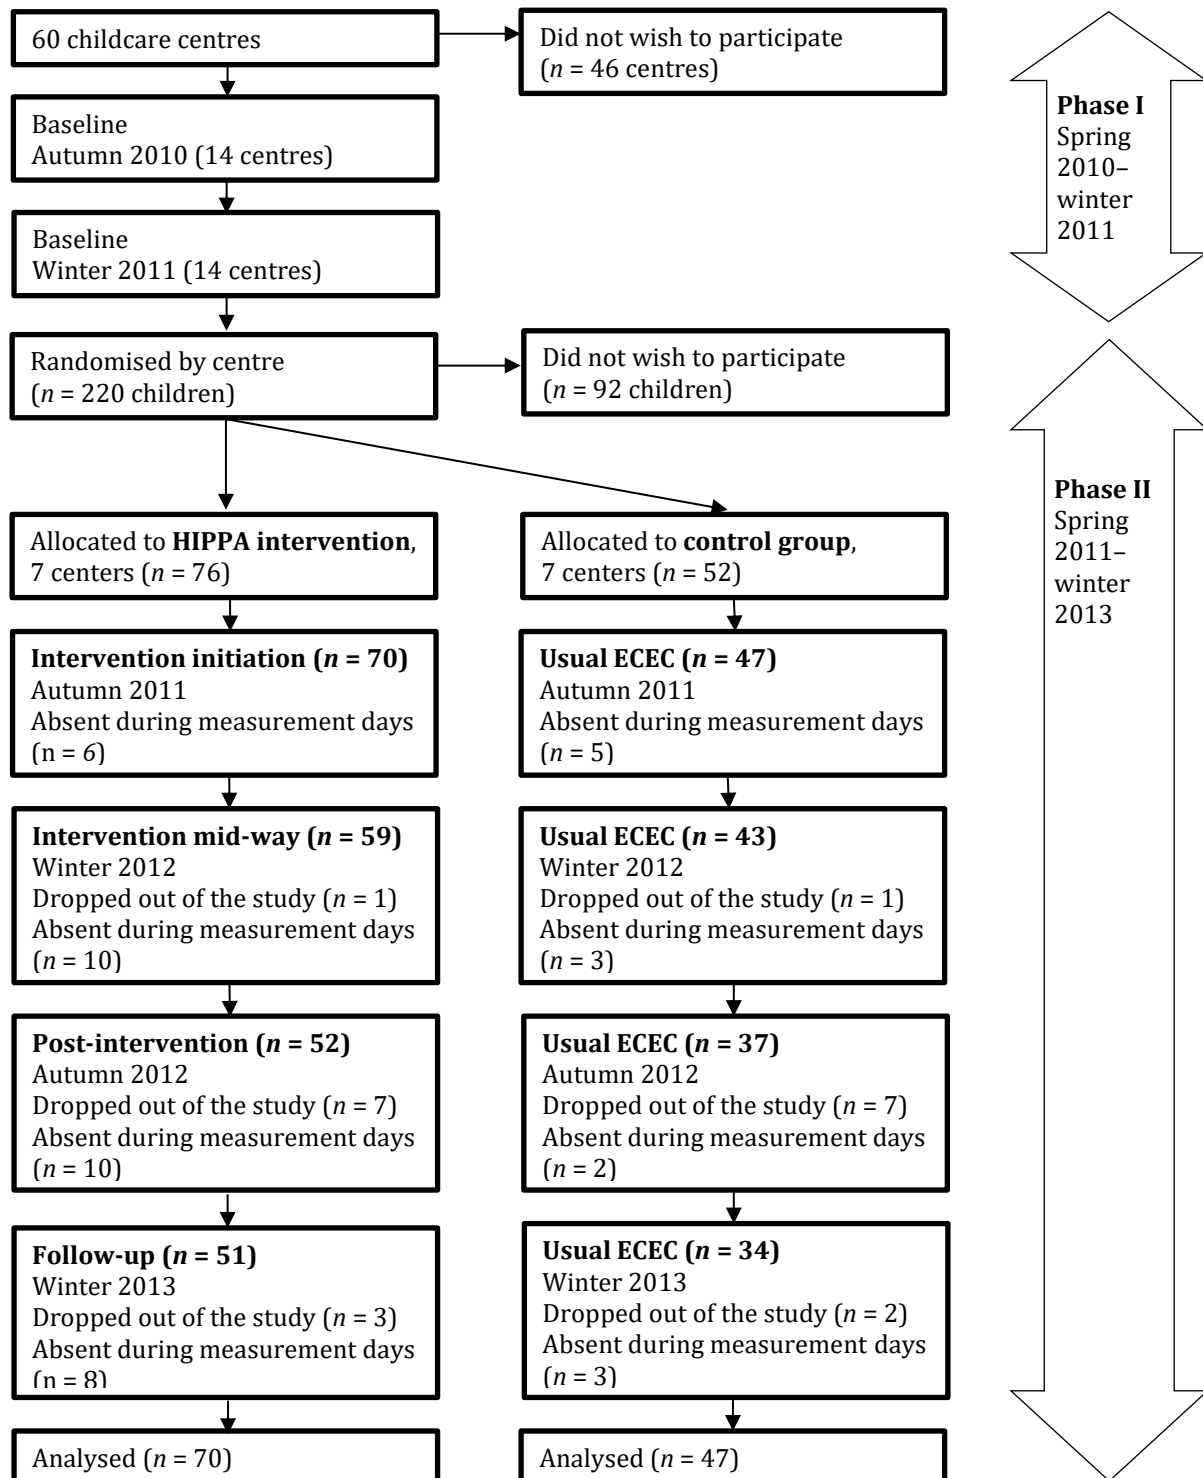 60 childcare centres
Did not wish to participate
(n = 46 centres)
Baseline
Autumn 2010 (14 centres)
Baseline
Winter 2011 (14 centres)
Randomised by centre
(n = 220 children)
Did not wish to participate
(n = 92 children)
Phase I
Spring
2010–
winter
2011
Allocated to HIPPA intervention,
7 centers (n = 76)
Allocated to control group,
7 centers (n = 52)
Intervention initiation (n = 70)
Autumn 2011
Absent during measurement days
(n = 6)
Usual ECEC (n = 47)
Autumn 2011
Absent during measurement days
(n = 5)
Intervention mid-way (n = 59)
Winter 2012
Dropped out of the study (n = 1)
Absent during measurement days
(n = 10)
Usual ECEC (n = 43)
Winter 2012
Dropped out of the study (n = 1)
Absent during measurement days
(n = 3)
Post-intervention (n = 52)
Autumn 2012
Dropped out of the study (n = 7)
Absent during measurement days
(n = 10)
Usual ECEC (n = 37)
Autumn 2012
Dropped out of the study (n = 7)
Absent during measurement days
(n = 2)
Follow-up (n = 51)
Winter 2013
Dropped out of the study (n = 3)
Absent during measurement days
(n = 8)
Usual ECEC (n = 34)
Winter 2013
Dropped out of the study (n = 2)
Absent during measurement days
(n = 3)
Analysed (n = 70)
Analysed (n = 47)
Phase II
Spring
2011–
winter
2013